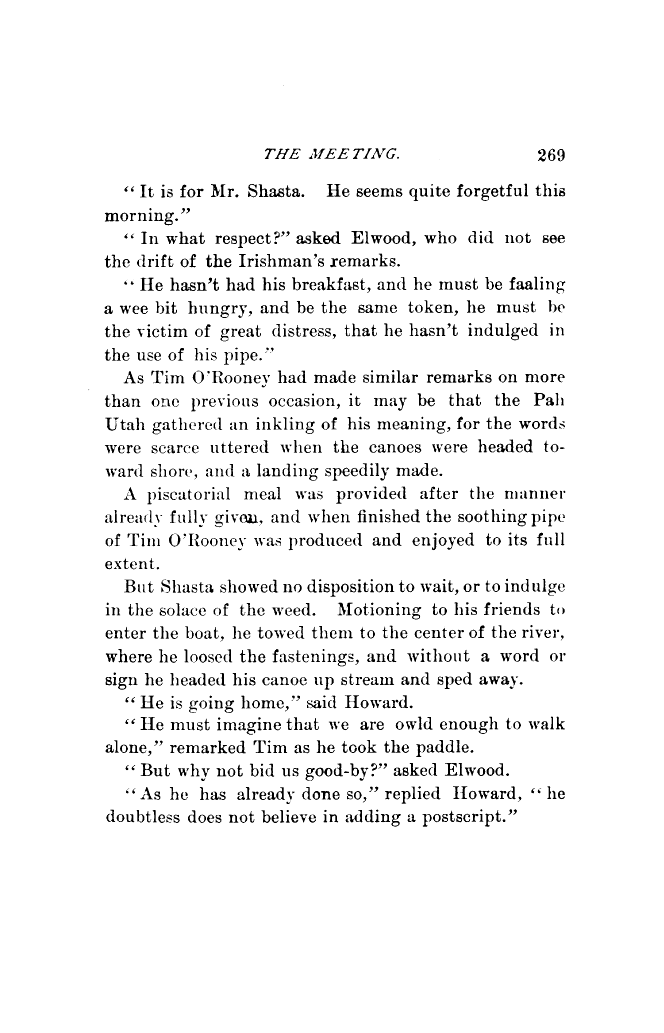 THE MEETING. 269
“ It is for Mr. Shasta. He seems quite forgetful this
morning.”
“ In what respect?” asked Elwood, who did not see
the drift of the Irishman's remarks.
“ He hasn't had his breakfast, and he must be faaling
a wee bit hungry, and be the same token, he must be
the victim of great distress, that he hasn't indulged in
the use of his pipe.”
As Tim O'Rooney had made similar remarks on more
than one previous occasion, it may be that the Pah
Utah gathered an inkling of his meaning, for the words
were scarce uttered when the canoes were headed to-
ward shore, and a landing speedily made.
A piscatorial meal was provided after the manner
already fully given, and when finished the soothing pipe
of Tim O'Rooney was produced and enjoyed to its full
extent.
But Shasta showed no disposition to wait, or to indulge
in the solace of the weed. Motioning to his friends to
enter the boat, he towed them to the center of the river,
where he loosed the fastenings, and without a word or
sign he headed his canoe up stream and sped away.
“ He is going home,” said Howard.
“ He must imagine that we are owld enough to walk
alone,” remarked Tim as he took the paddle.
“ But why not bid us good-by?” asked Elwood.
“ As he has already done so,” replied Howard, “ he
doubtless does not believe in adding a postscript.”